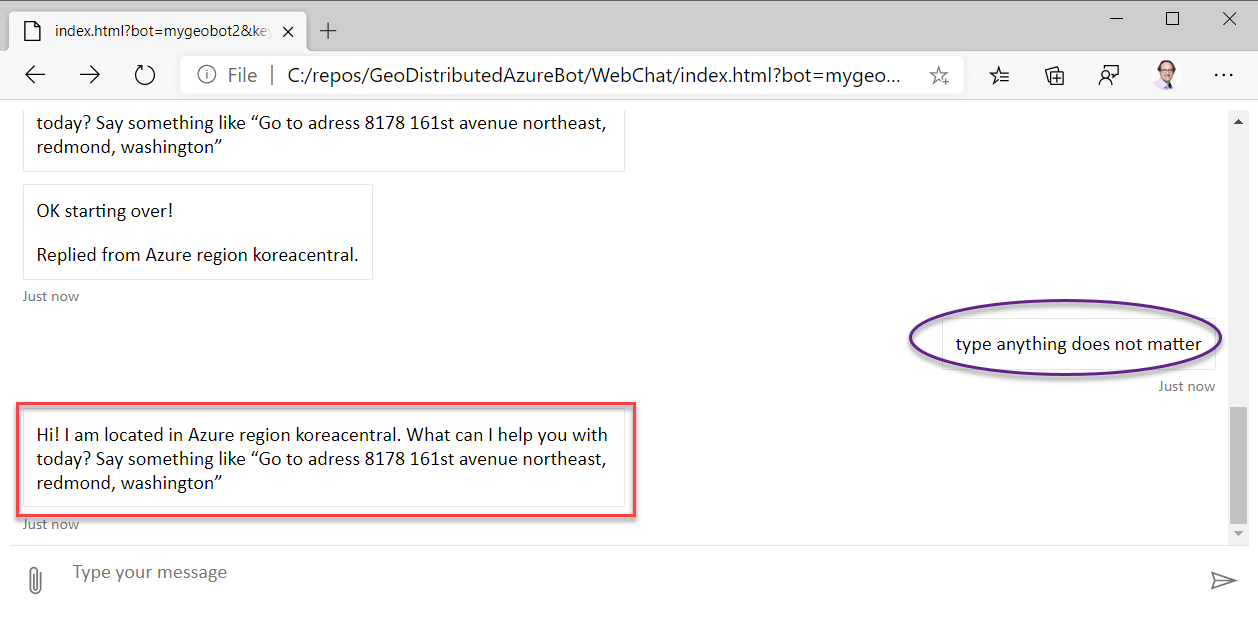 index.html?bot=mygeobot2&key
File
C:/repos/GeoDistributedAzureBot/WebChat/index.html?bot=mygeo...
today? Say something like “Go to adress 8178 161st avenue northeast,
redmond, washington”
OK starting over!
Replied from Azure region koreacentral.
Just now
type anything does not matter
Just now
Hi! I am located in Azure region koreacentral. What can I help you with
today? Say something like “Go to adress 8178 161st avenue northeast,
redmond, washington”
Just now
Type your message